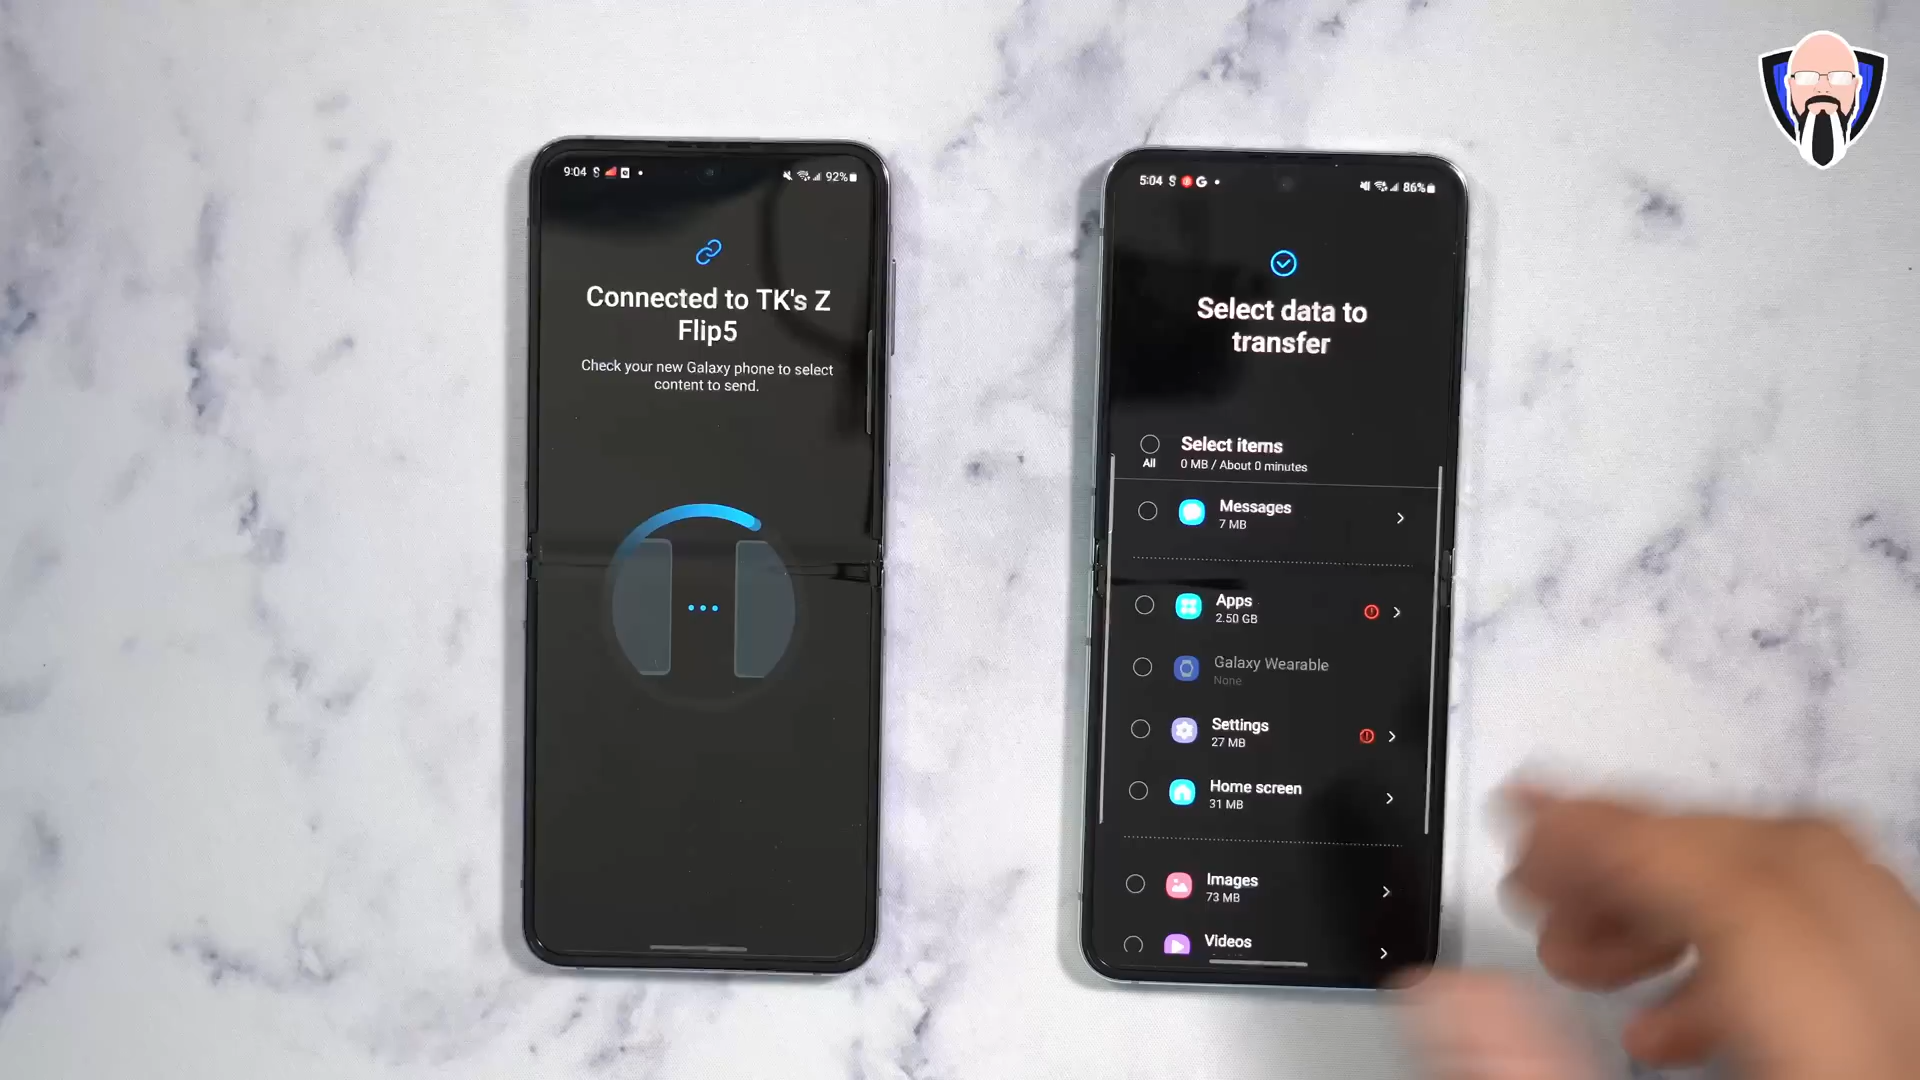 9:04
92%
Connected to TK's Z
Flip5
Check your new Galaxy phone to select
content to send.
5:04
86%
Select data to
transfer
Select items
All
0 MB / About 0 minutes
Messages
7 MB
Apps
2.50 GB
Galaxy Wearable
None
Settings
27 MB
Home screen
31 MB
Images
73 MB
Videos